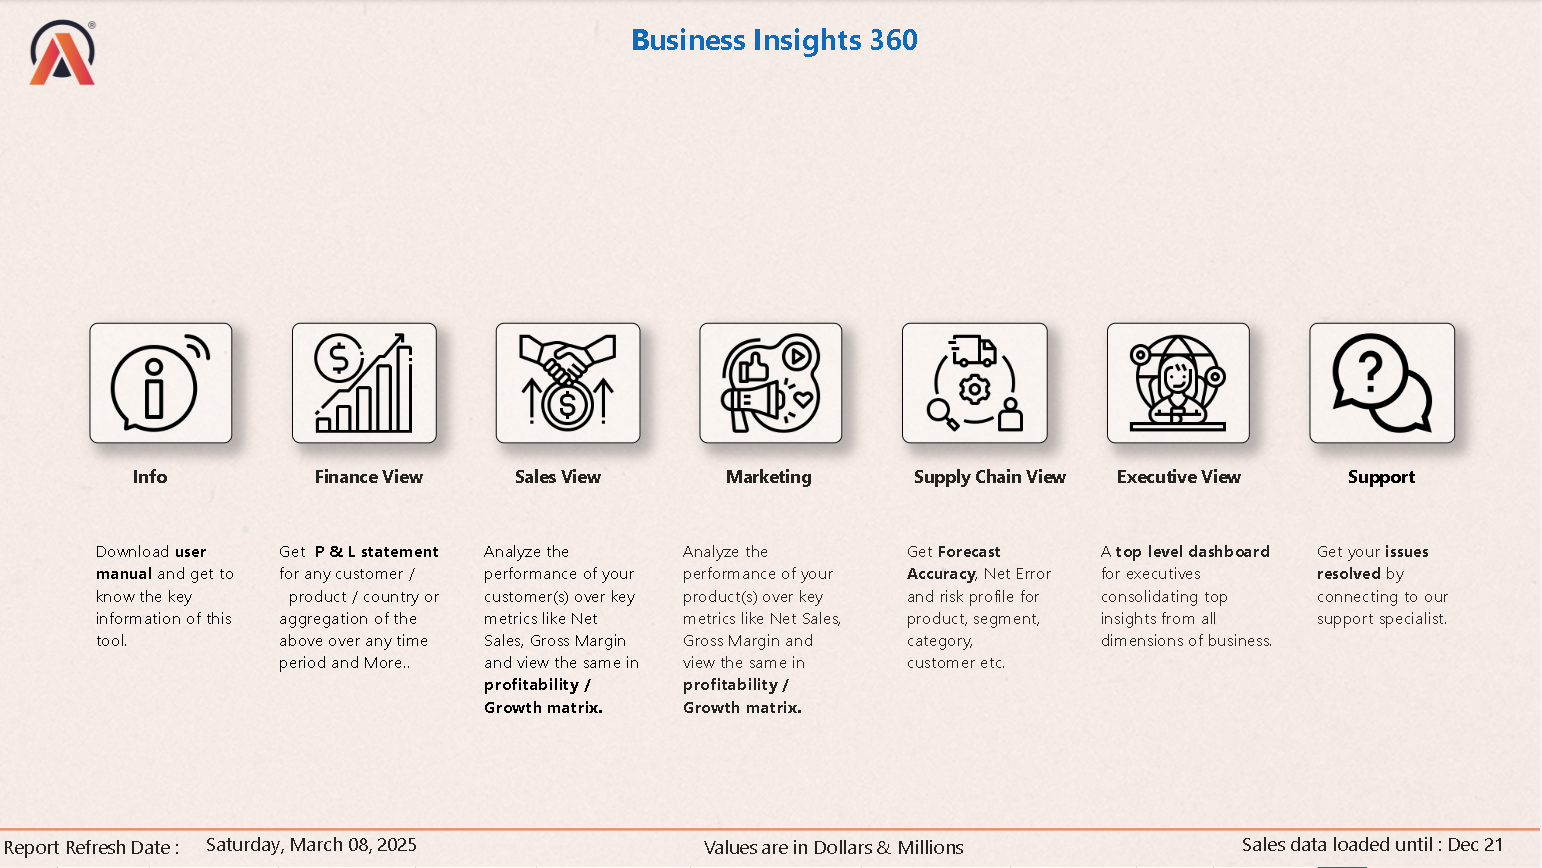 ®
Business Insights 360
Info
Finance View
Sales View
Marketing
Supply Chain View
Executive View
Support
Download user
manual and get to
know the key
information of this
tool.
Get P & L statement
for any customer /
product / country or
aggregation of the
above over any time
period and More..
Analyze the
performance of your
customer(s) over key
metrics like Net
Sales, Gross Margin
and view the same in
profitability /
Growth matrix.
Analyze the
performance of your
product(s) over key
metrics like Net Sales,
Gross Margin and
view the same in
profitability /
Growth matrix.
Get Forecast
Accuracy, Net Error
and risk profile for
product, segment,
category,
customer etc.
A top level dashboard
for executives
consolidating top
insights from all
dimensions of business.
Get your issues
resolved by
connecting to our
support specialist.
Report Refresh Date : Saturday, March 08, 2025
Values are in Dollars & Millions
Sales data loaded until : Dec 21